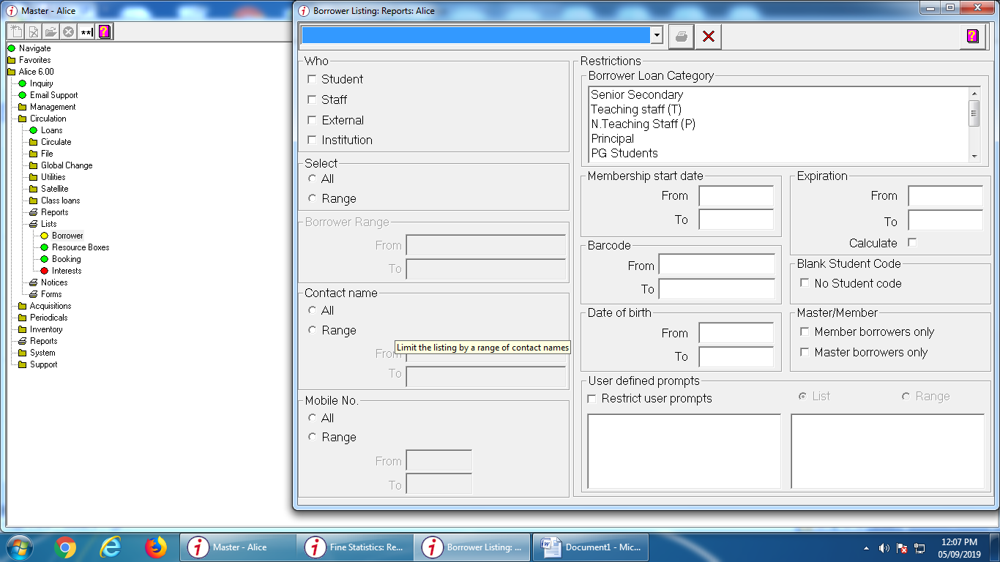 Master - Alice
Navigate
Favorites
Alice 6.00
Inquiry
Email Support
Management
Circulation
Loans
Circulate
File
Global Change
Utilities
Satellite
Class loans
Reports
Lists
Borrower
Resource Boxes
Booking
Interests
Notices
Forms
Acquisitions
Periodicals
Inventory
Reports
System
Support
Borrower Listing: Reports: Alice
Who
Student
Staff
External
Institution
Select
All
Range
Borrower Range
From
To
Contact name
All
Range
Limit the listing by a range of contact names
From
To
Mobile No.
All
Range
From
To
Restrictions
Borrower Loan Category
Senior Secondary
Teaching staff (T)
N.Teaching Staff (P)
Principal
PG Students
Membership start date
From
To
Barcode
From
To
Date of birth
From
To
Expiration
From
To
Calculate
Blank Student Code
No Student code
Master/Member
Member borrowers only
Master borrowers only
User defined prompts
Restrict user prompts
List
Range
Master - Alice
Fine Statistics: Re...
Borrower Listing: ...
Document1 - Mic...
12:07 PM
05/09/2019